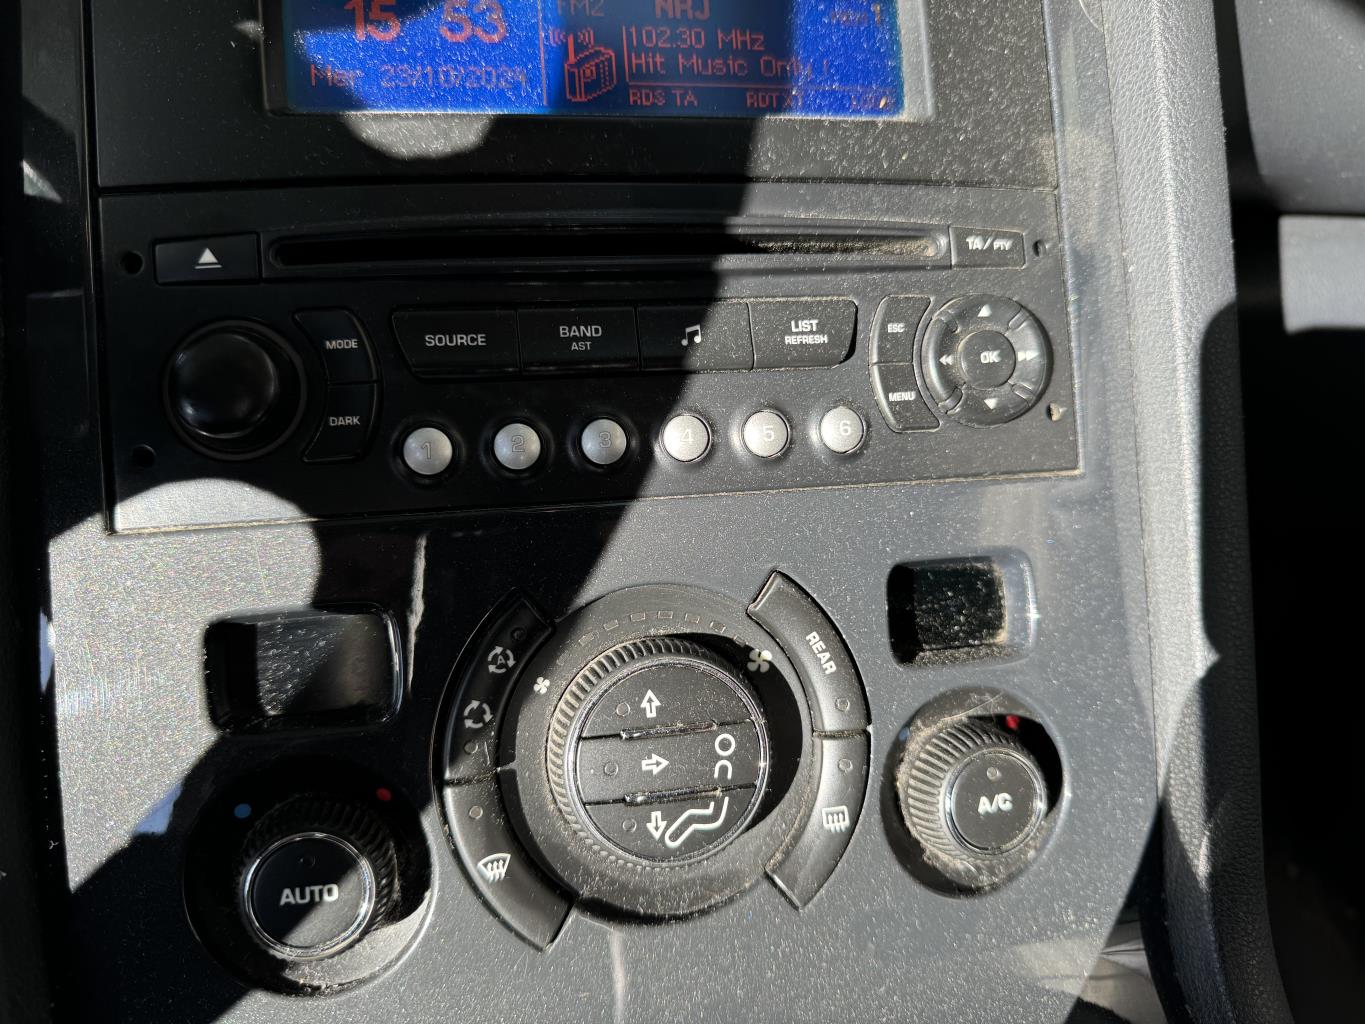 15 53
FM2 NRJ
102.30 MHz
Mer 23/10/2024
Hit Music Only !
RDS TA RDTXT
TA / PTY
MODE
SOURCE
BAND
AST
LIST
REFRESH
ESC
OK
DARK
MENU
1 2 3 4 5 6
REAR
A
A/C
AUTO